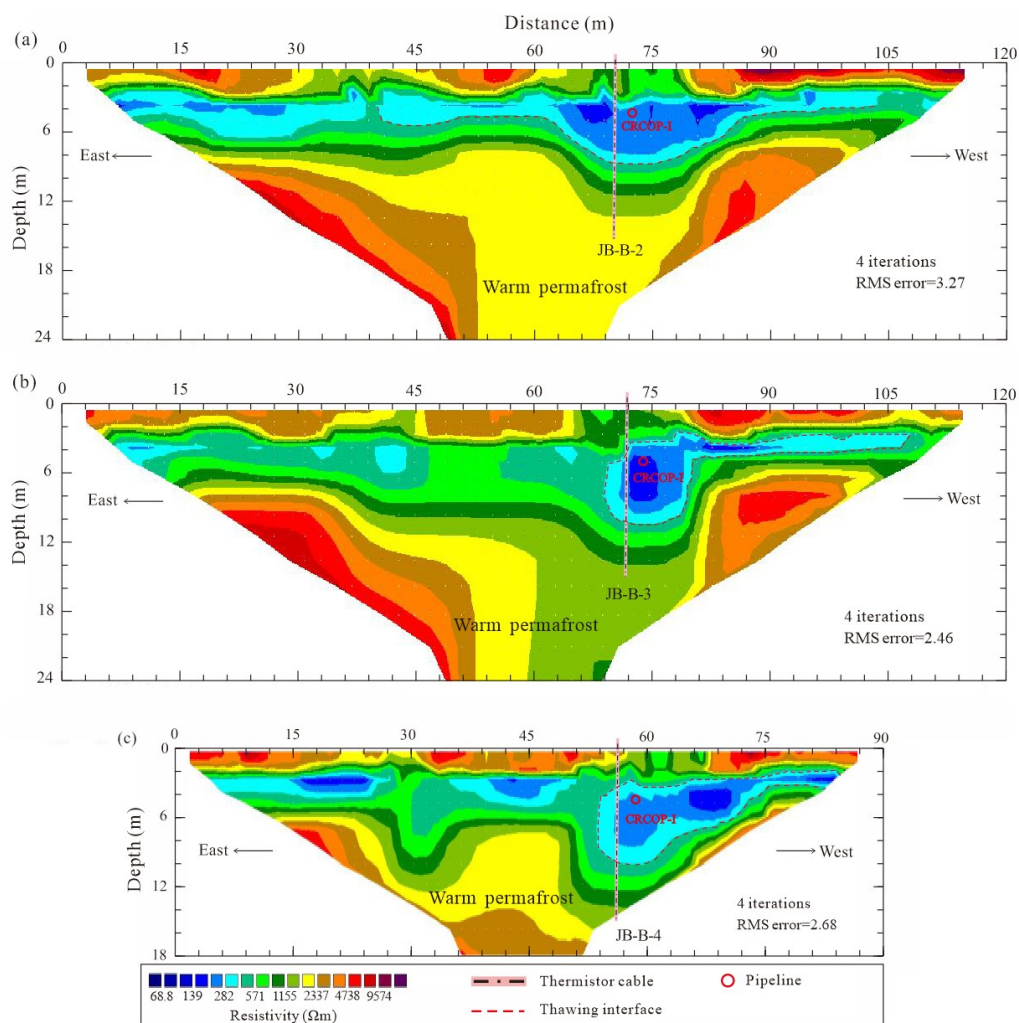 Distance (m)
(a)
0 15 30 45 60 75 90 105 120
0
6
12
18
24
Depth (m)
CRCOP-I
East
West
JB-B-2
Warm permafrost
4 iterations
RMS error=3.27
(b)
0 15 30 45 60 75 90 105 120
0
6
12
18
24
Depth (m)
CRCOP-I
East
West
JB-B-3
Warm permafrost
4 iterations
RMS error=2.46
(c)
0 15 30 45 60 75 90
0
6
12
18
Depth (m)
CRCOP-I
East
West
Warm permafrost
JB-B-4
4 iterations
RMS error=2.68
68.8 139 282 571 1155 2337 4738 9574
Resistivity (Ωm)
Thermistor cable
Pipeline
Thawing interface